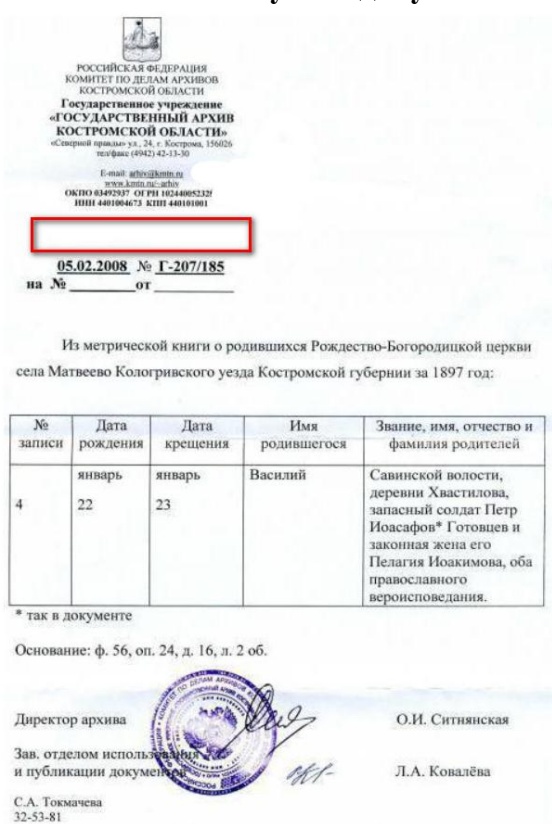 РОССИЙСКАЯ ФЕДЕРАЦИЯ
КОМИТЕТ ПО ДЕЛАМ АРХИВОВ
КОСТРОМСКОЙ ОБЛАСТИ
Государственное учреждение
«ГОСУДАРСТВЕННЫЙ АРХИВ
КОСТРОМСКОЙ ОБЛАСТИ»
«Северной правды» ул., 24, г. Кострома, 156026
тел/факс (4942) 42-13-30
E-mail: arhiv@kmtn.ru
www.kmtn.ru/~arhiv
ОКПО 03492937 ОГРН
ИНН 4401004673 КПП 440101001
05.02.2008 № Г-207/185
на № от
Из метрической книги о родившихся Рождество-Богородицкой церкви
села Матвеево Кологривского уезда Костромской губернии за 1897 год:
№ записи
Дата рождения
Дата крещения
Имя родившегося
Звание, имя, отчество и фамилия родителей
4
январь
22
январь
23
Василий
Савинской волости,
деревни Хвастилова,
запасный солдат Петр
Иоасафов* Готовцев и
законная жена его
Пелагия Иоакимова, оба
православного
вероисповедания.
* так в документе
Основание: ф. 56, оп. 24, д. 16, л. 2 об.
Директор архива О.И. Ситнянская
Зав. отделом использования
и публикации документов Л.А. Ковалёва
С.А. Токмачева
32-53-81